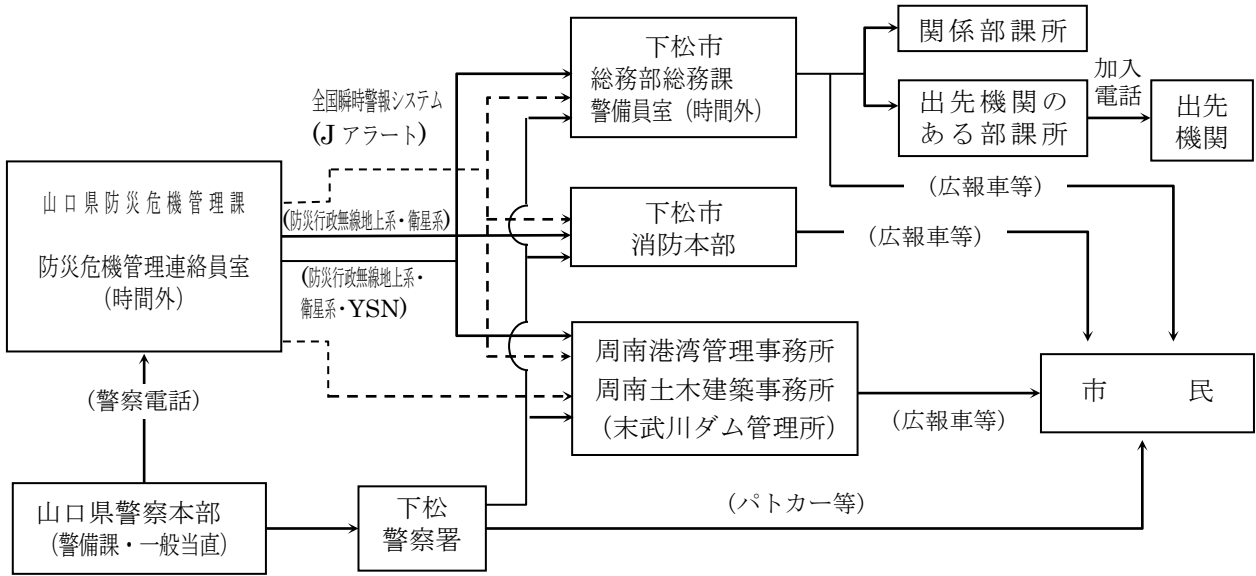 下松市
総務部総務課
警備員室（時間外）
関係部課所
出先機関の
ある部課所
加入
電話
出先
機関
全国瞬時警報システム
(J アラート)
山口県防災危機管理課
防災危機管理連絡員室
（時間外）
(防災行政無線地上系・衛星系)
(防災行政無線地上系・
衛星系・YSN)
下松市
消防本部
（広報車等）
（広報車等）
周南港湾管理事務所
周南土木建築事務所
（末武川ダム管理所）
（広報車等）
市　　民
（警察電話）
山口県警察本部
（警備課・一般当直）
下松
警察署
（パトカー等）